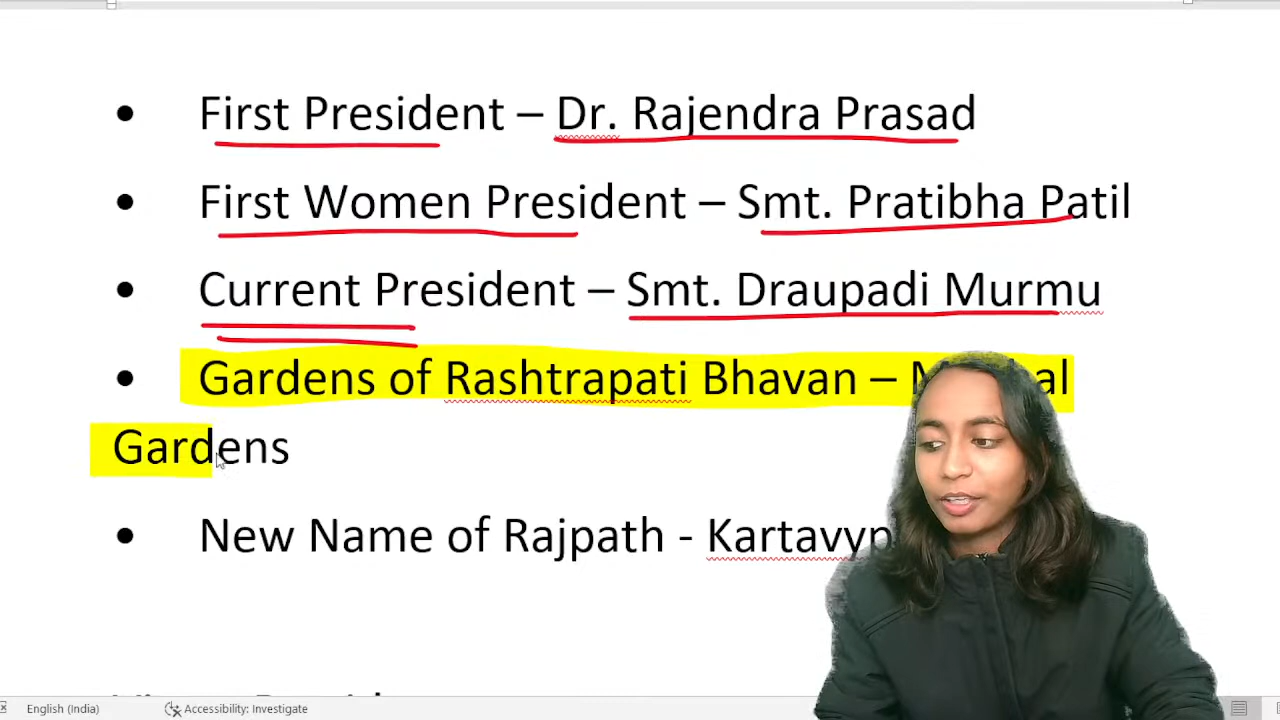 • First President – Dr. Rajendra Prasad
• First Women President – Smt. Pratibha Patil
• Current President – Smt. Draupadi Murmu
• Gardens of Rashtrapati Bhavan –
Gardens
• New Name of Rajpath -
English (India) Accessibility: Investigate